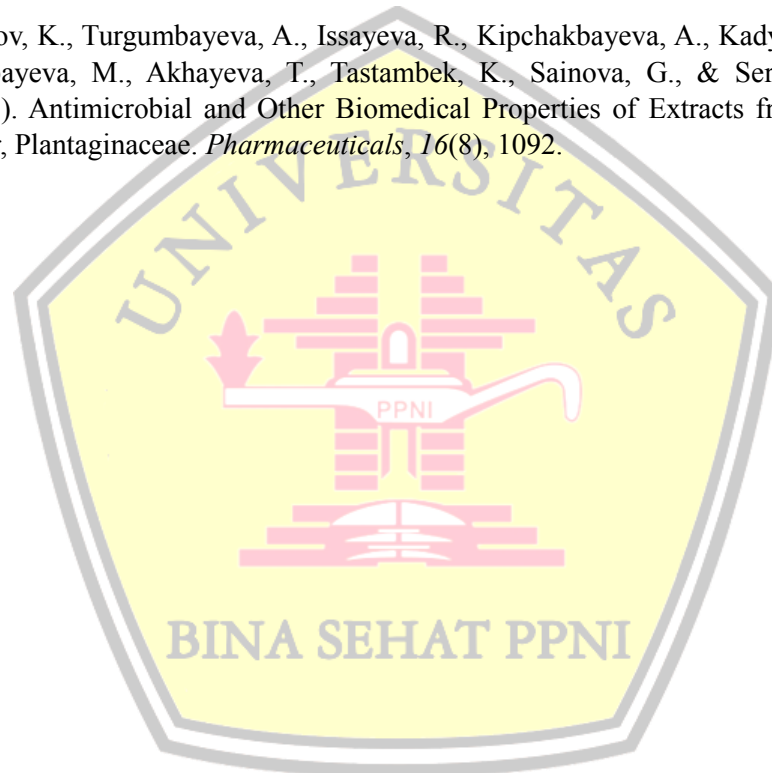 ov, K., Turgumbayeva, A., Issayeva, R., Kipchakbayeva, A., Kady
ayeva, M., Akhayeva, T., Tastambek, K., Sainova, G., & Ser
). Antimicrobial and Other Biomedical Properties of Extracts fr
, Plantaginaceae. Pharmaceuticals, 16(8), 1092.
UNIVERSITAS
PPNI
BINA SEHAT PPNI